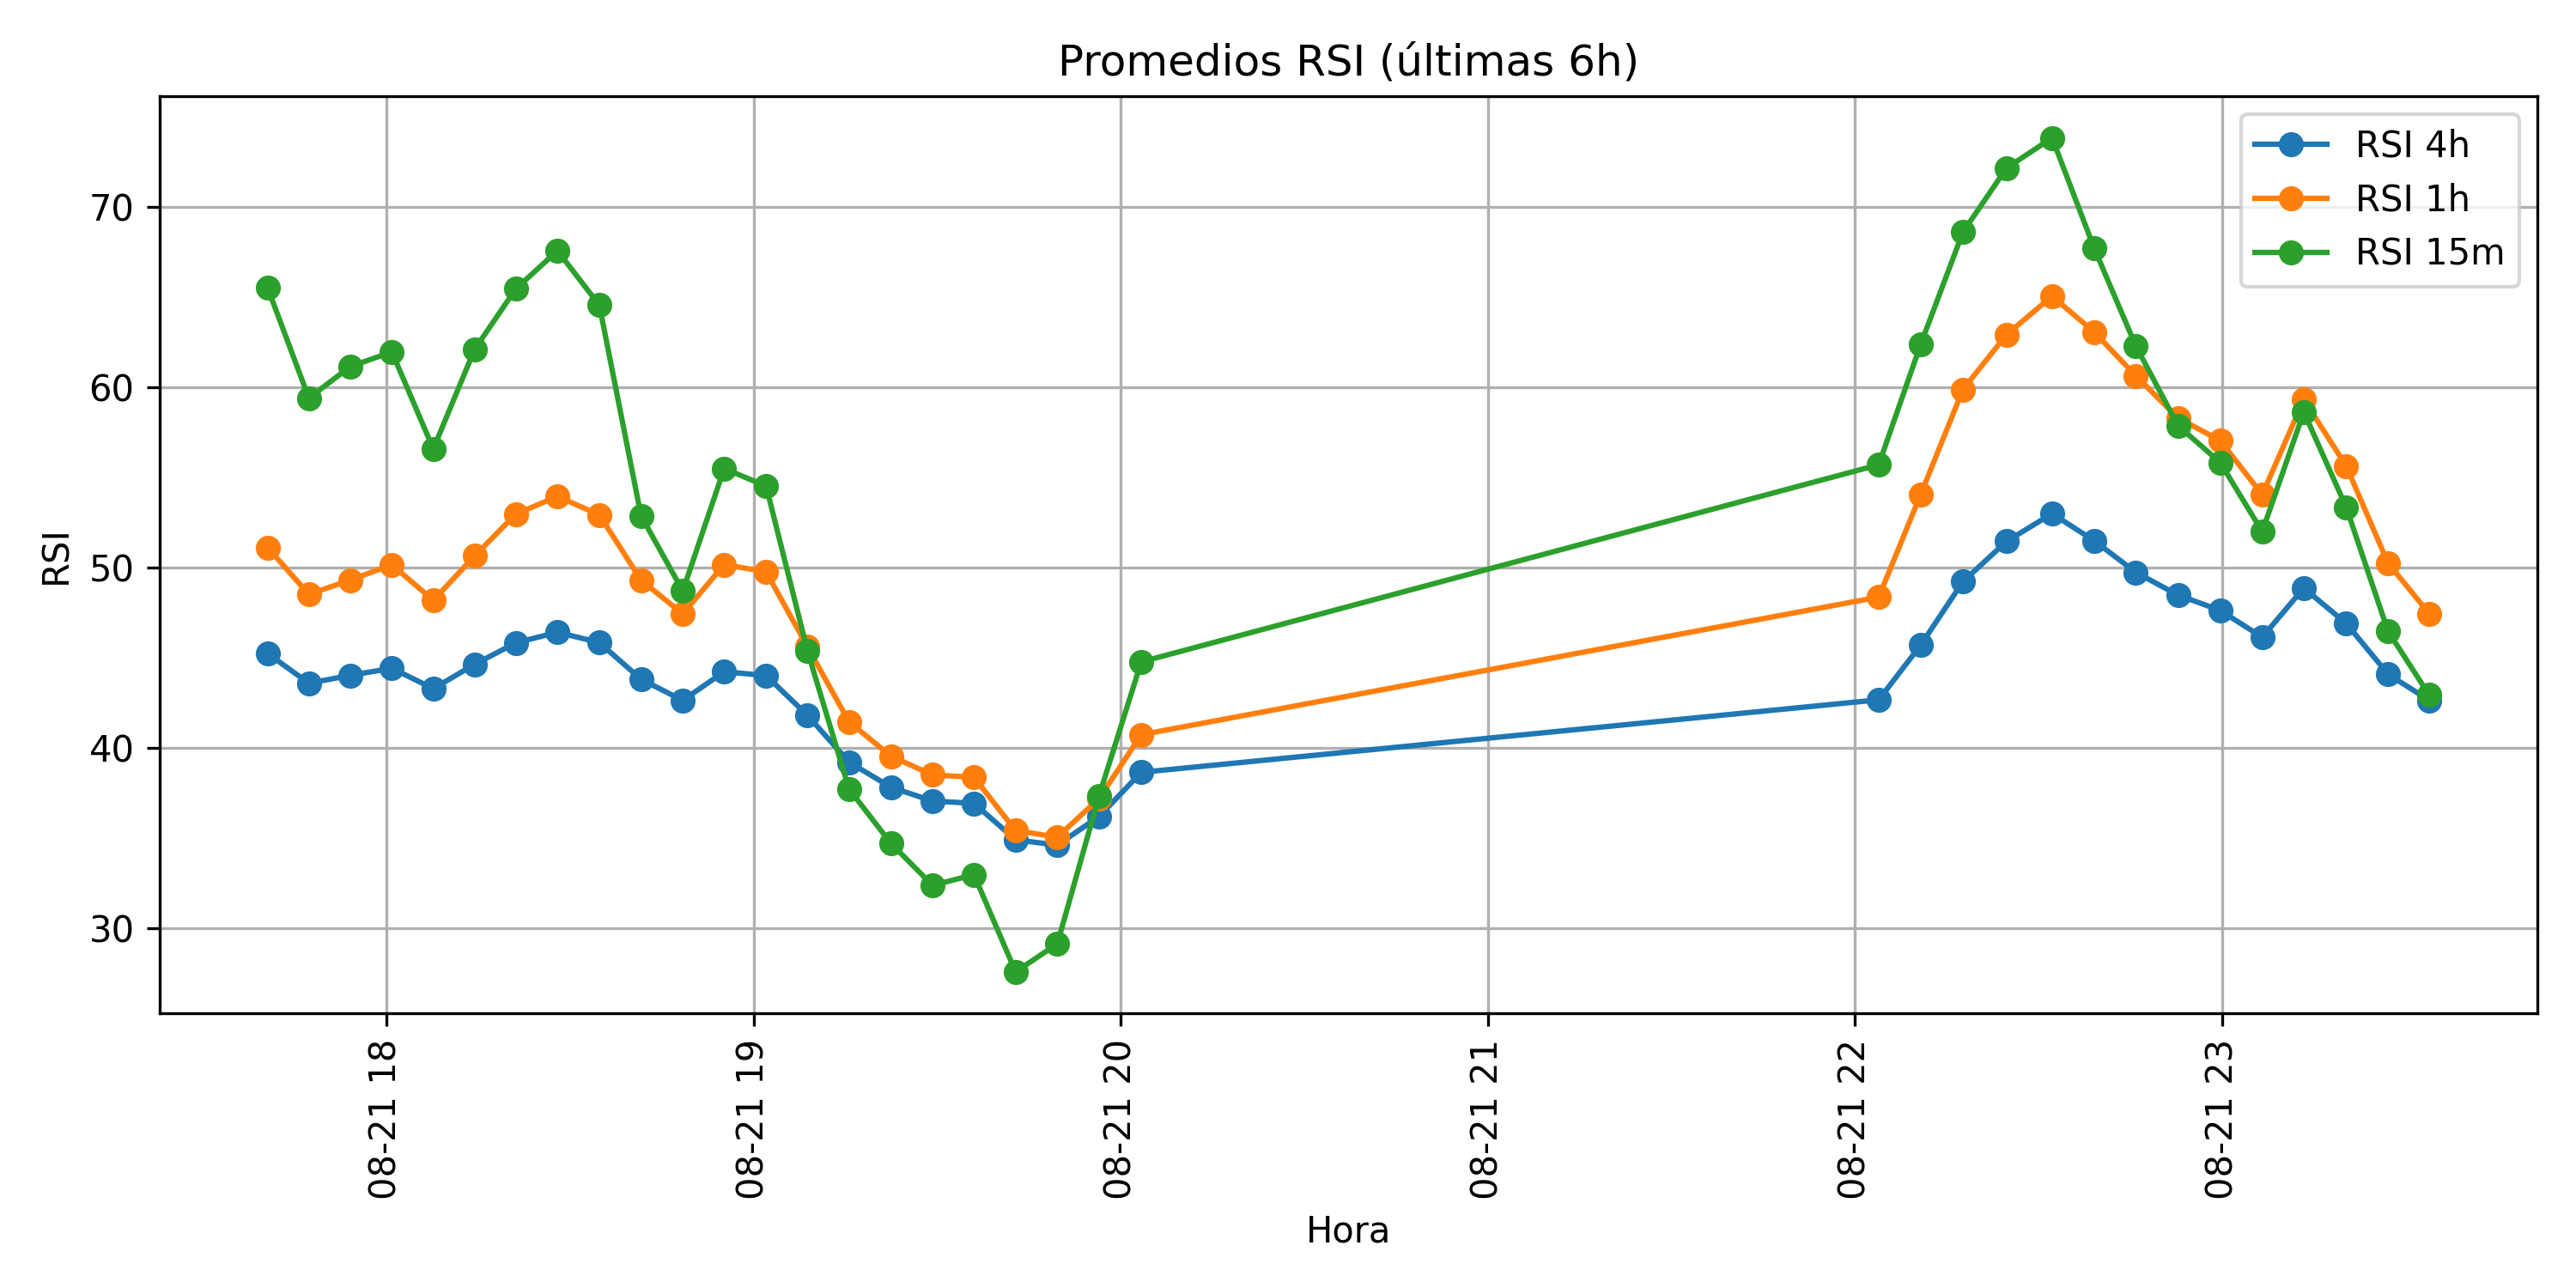 Promedios RSI (últimas 6h)
RSI 4h
RSI 1h
RSI 15m
RSI
70
60
50
40
30
08-21 18
08-21 19
08-21 20
08-21 21
08-21 22
08-21 23
Hora